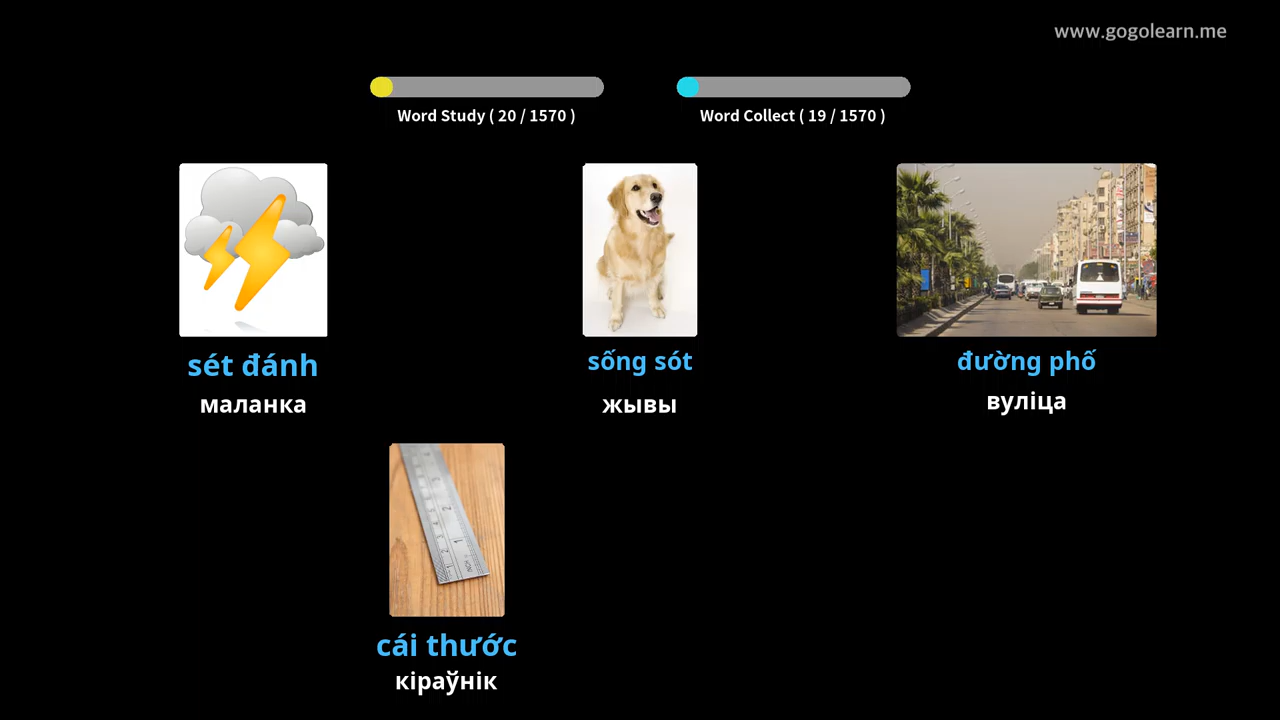 www.gogolearn.me
Word Study ( 20 / 1570 )
Word Collect ( 19 / 1570 )
sét đánh
маланка
sống sót
жывы
đường phố
вуліца
cái thước
кіраўнік